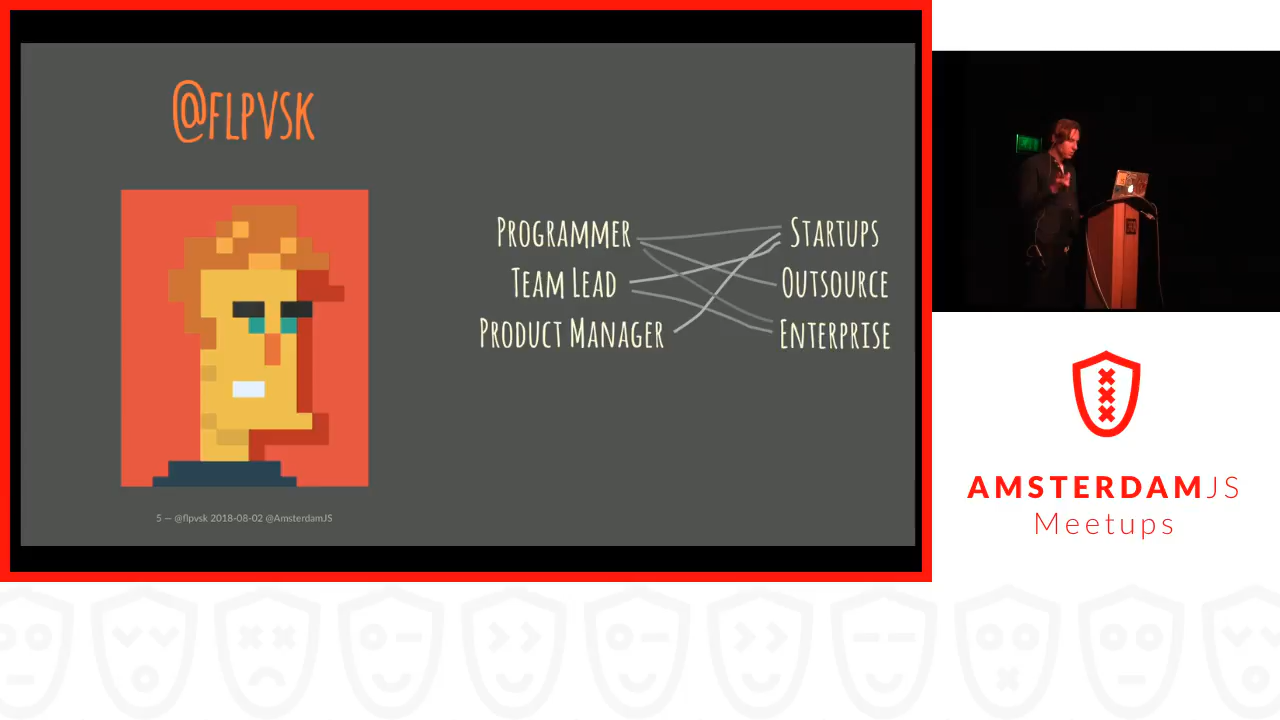 @FLPVSK
PROGRAMMER
TEAM LEAD
PRODUCT MANAGER
STARTUPS
OUTSOURCE
ENTERPRISE
5 — @flpvsk 2018-08-02 @AmsterdamJS
AMSTERDAMJS
Meetups